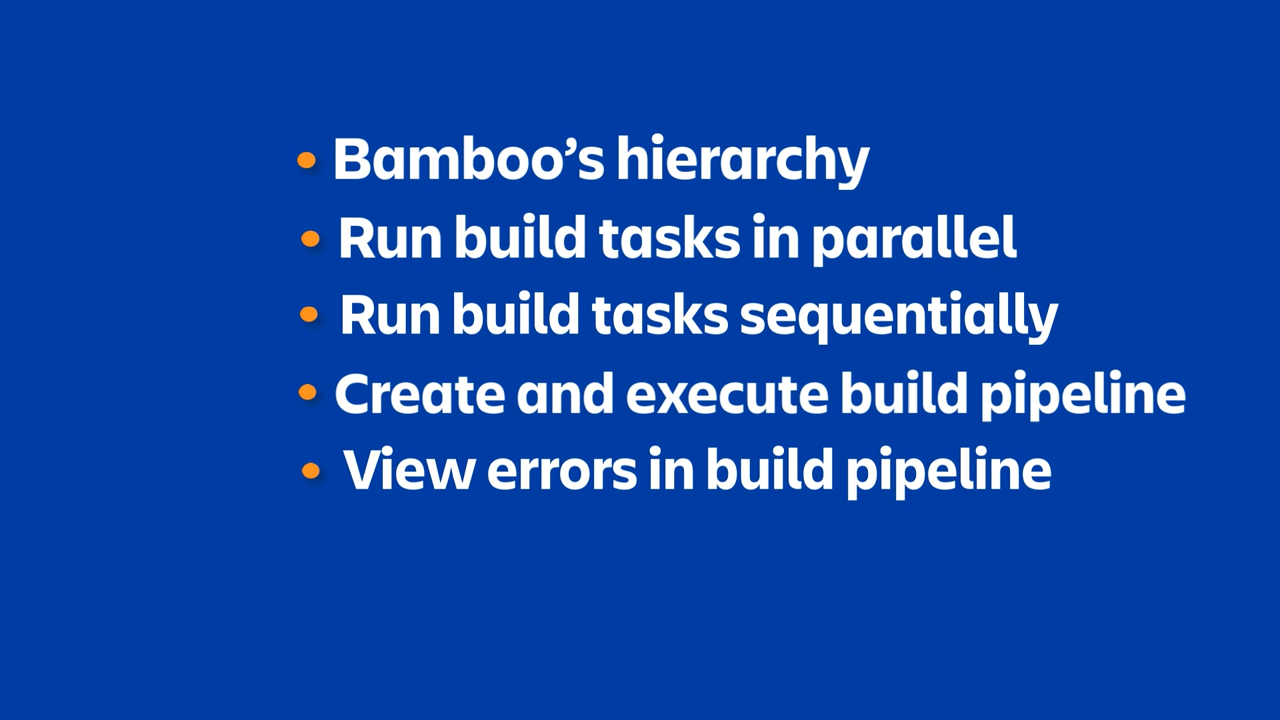 • Bamboo’s hierarchy
• Run build tasks in parallel
• Run build tasks sequentially
• Create and execute build pipeline
• View errors in build pipeline